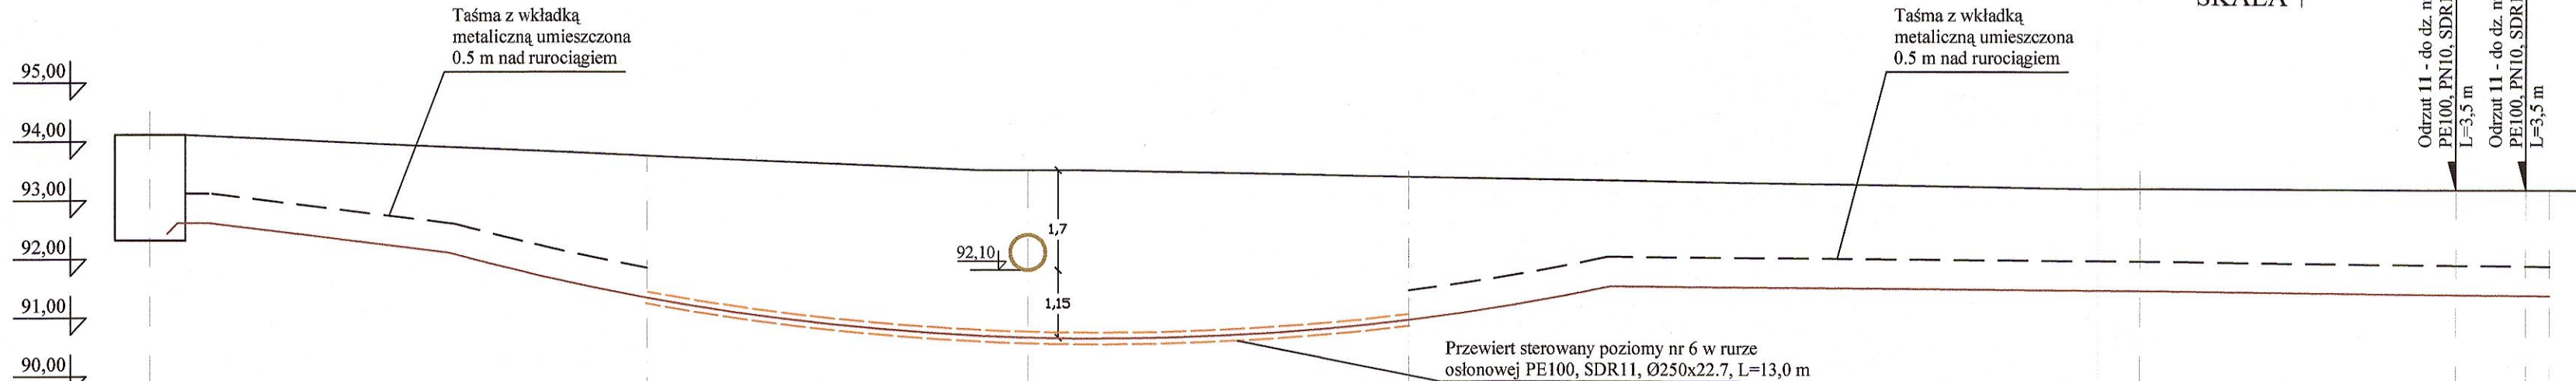 Taśma z wkładką
metaliczną umieszczona
0.5 m nad rurociągiem
Taśma z wkładką
metaliczną umieszczona
0.5 m nad rurociągiem
SKALA
Odrzut 11 - do dz. n
PE100, PN10, SDR1
L=3,5 m
Odrzut 11 - do dz. n
PE100, PN10, SDR1
L=3,5 m
95,00
94,00
93,00
92,00
91,00
90,00
92,10
1,7
1,15
Przewiert sterowany poziomy nr 6 w rurze
osłonowej PE100, SDR11, Ø250x22.7, L=13,0 m